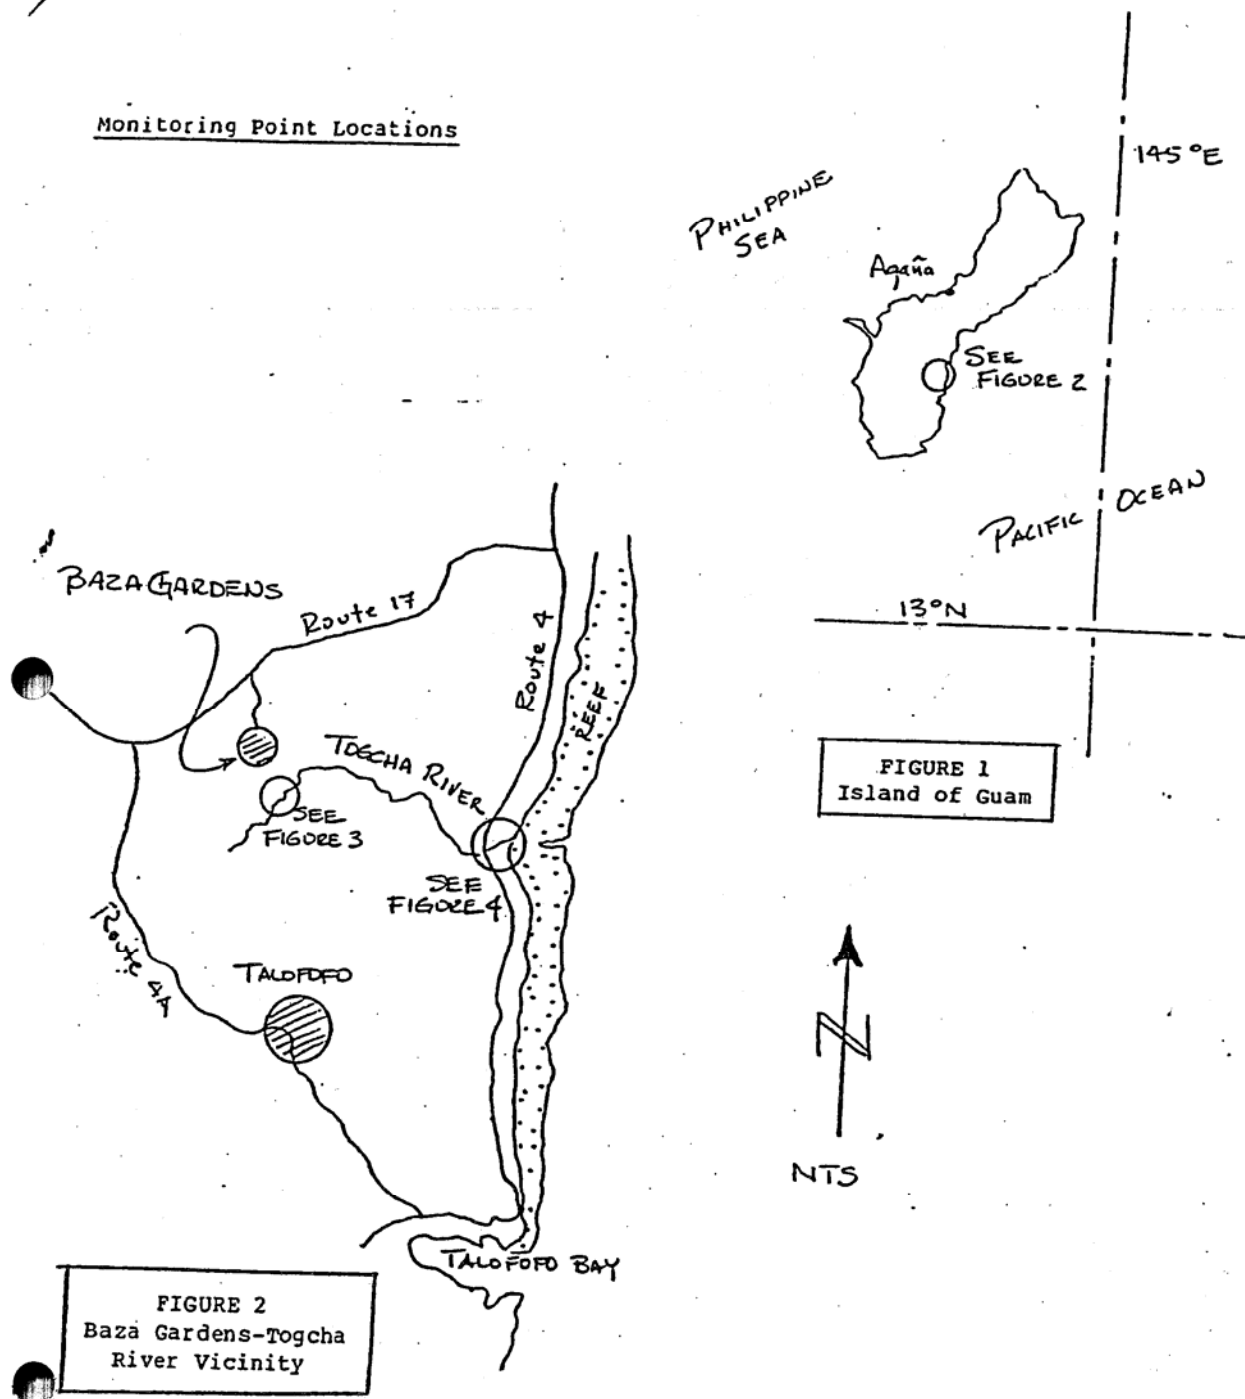 Monitoring Point Locations
145°E
PHILIPPINE
SEA
Agaña
SEE
FIGURE 2
PACIFIC OCEAN
13°N
FIGURE 1
Island of Guam
BAZA GARDENS
Route 17
Route 4
REEF
TOGCHA RIVER
SEE
FIGURE 3
SEE
FIGURE 4
Route 4A
TALOFOFO
N
NTS
TALOFOFO BAY
FIGURE 2
Baza Gardens-Togcha
River Vicinity